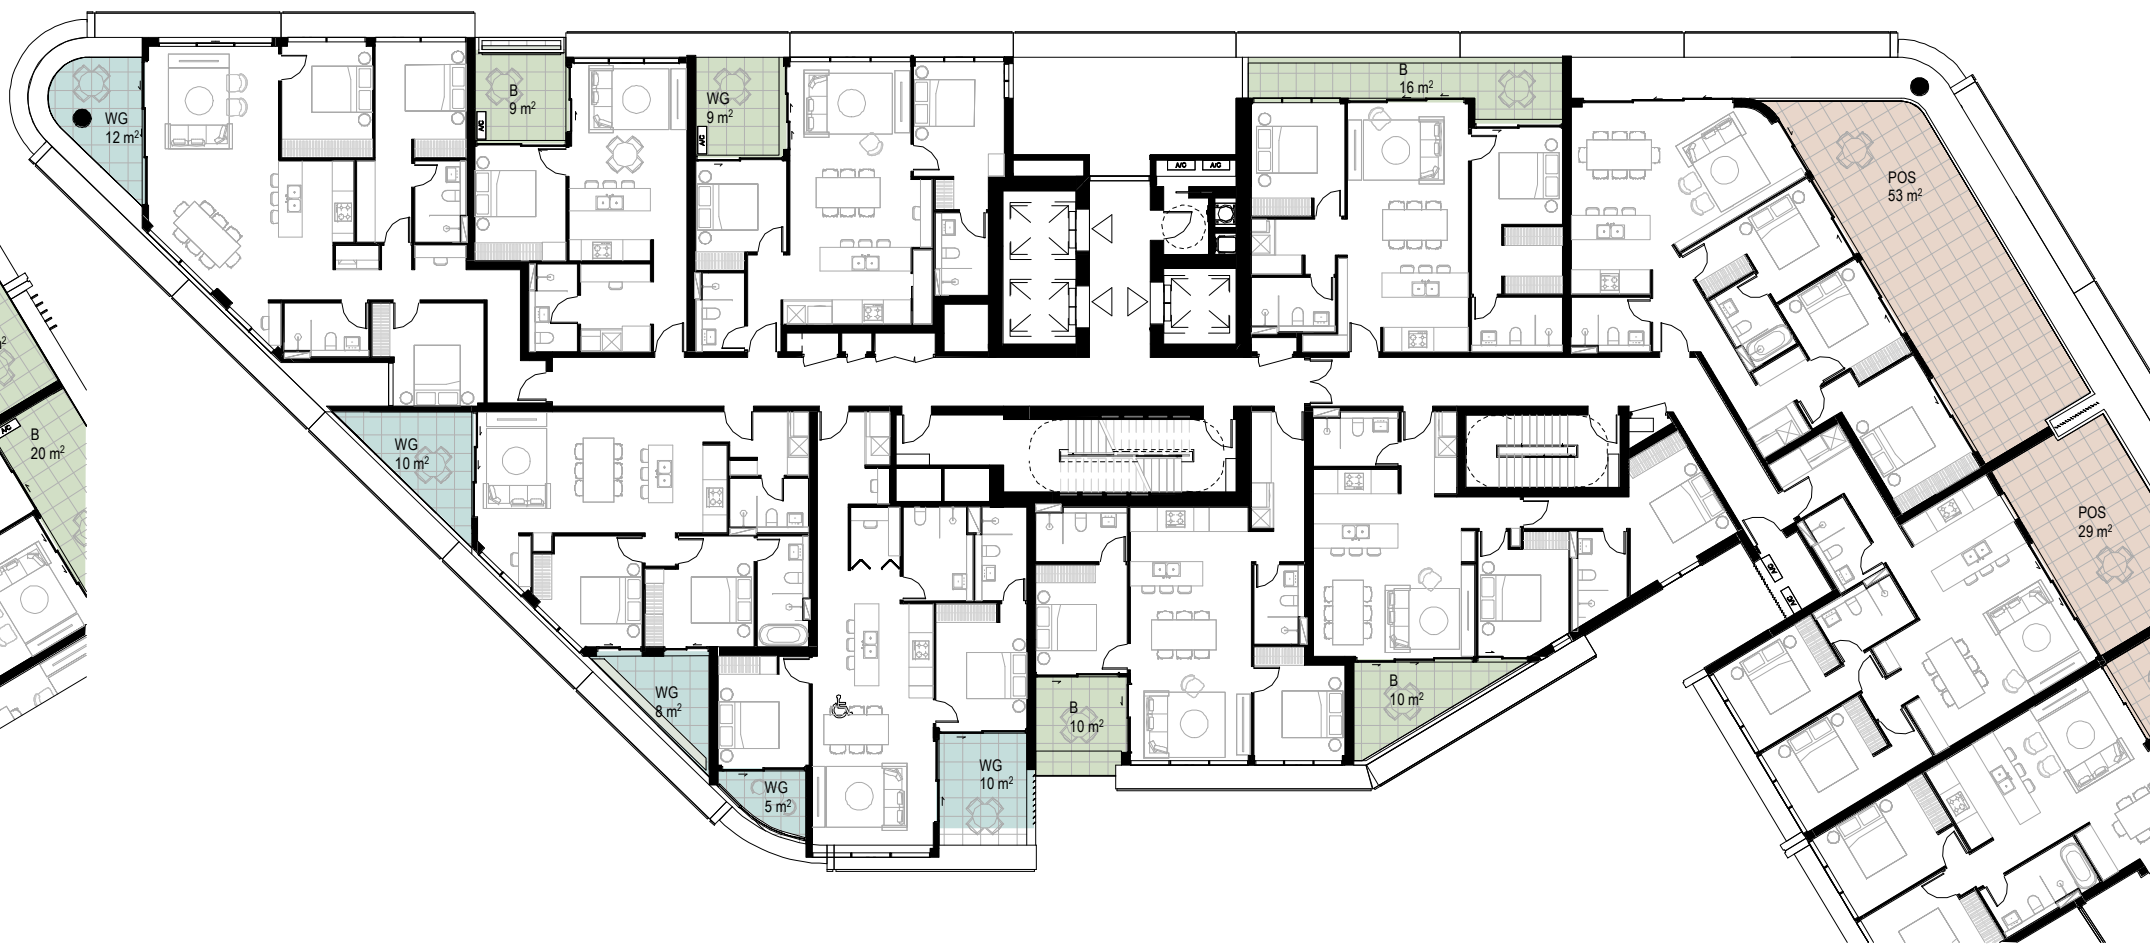 WG
12 m²
B
9 m²
WG
9 m²
B
16 m²
POS
53 m²
A/C
A/C
A/C
A/C
B
20 m²
A/C
WG
10 m²
POS
29 m²
A/C
A/C
WG
8 m²
B
10 m²
B
10 m²
WG
5 m²
WG
10 m²